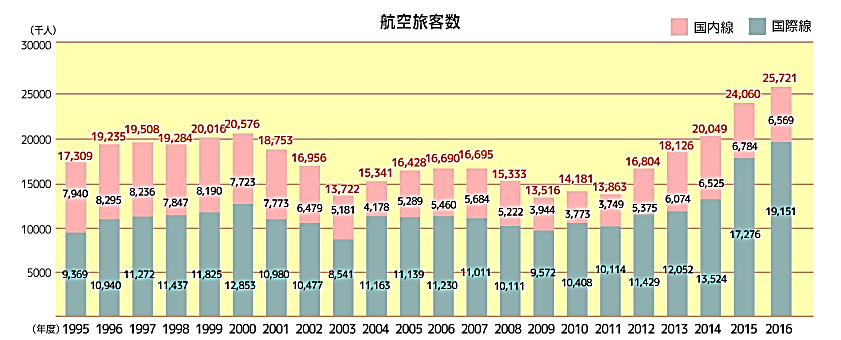 航空旅客数
国内線 国際線
(千人)
30000
25000
20000
15000
10000
5000
17,309 19,235 19,508 19,284 20,016 20,576 18,753 16,956 13,722 15,341 16,428 16,690 16,695 15,333 13,516 14,181 13,863 16,804 18,126 20,049 24,060 25,721
7,940 8,295 8,236 7,847 8,190 7,723 7,773 6,479 5,181 4,178 5,289 5,460 5,684 5,222 3,944 3,773 3,749 5,375 6,074 6,525 6,784 6,569
9,369 10,940 11,272 11,437 11,825 12,853 10,980 10,477 8,541 11,163 11,139 11,230 11,011 10,111 9,572 10,408 10,114 11,429 12,052 13,524 17,276 19,151
(年度) 1995 1996 1997 1998 1999 2000 2001 2002 2003 2004 2005 2006 2007 2008 2009 2010 2011 2012 2013 2014 2015 2016